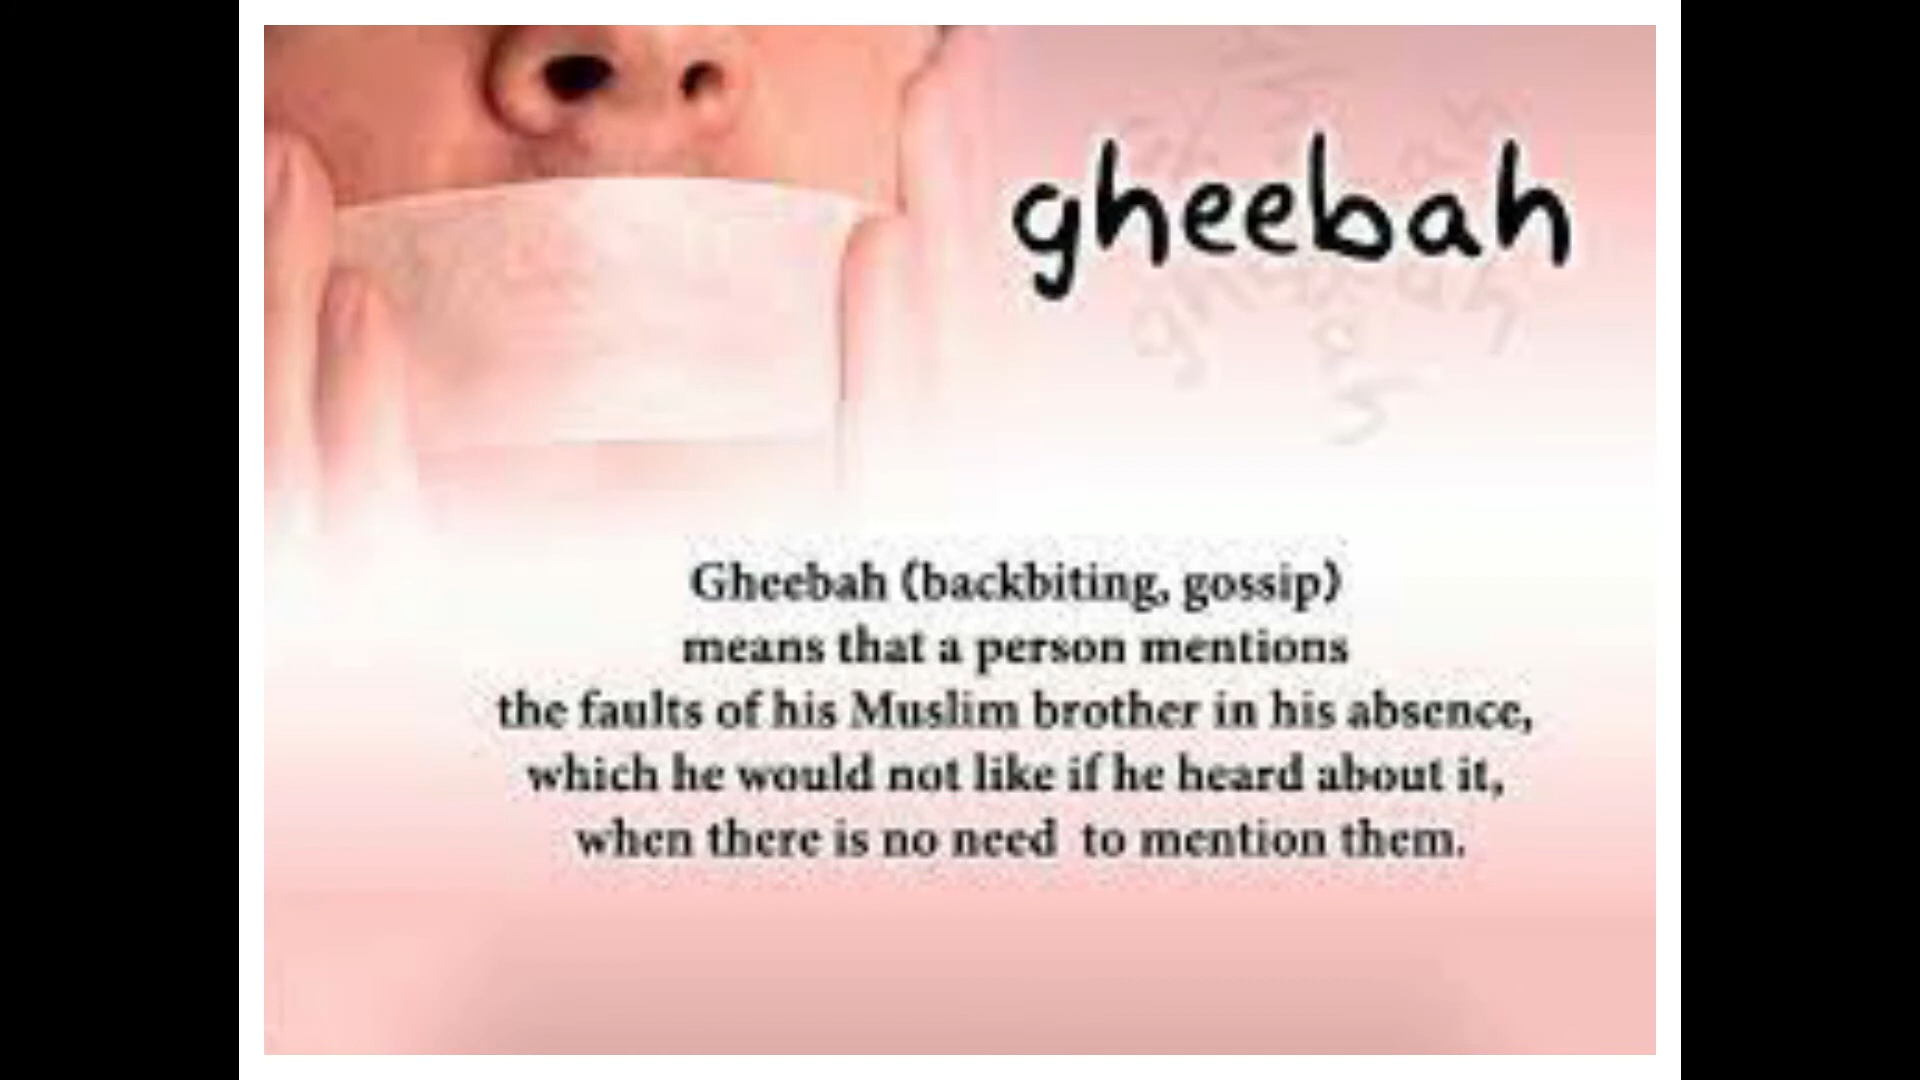 gheebah
Gheebah (backbiting, gossip)
means that a person mentions
the faults of his Muslim brother in his absence,
which he would not like if he heard about it,
when there is no need to mention them.